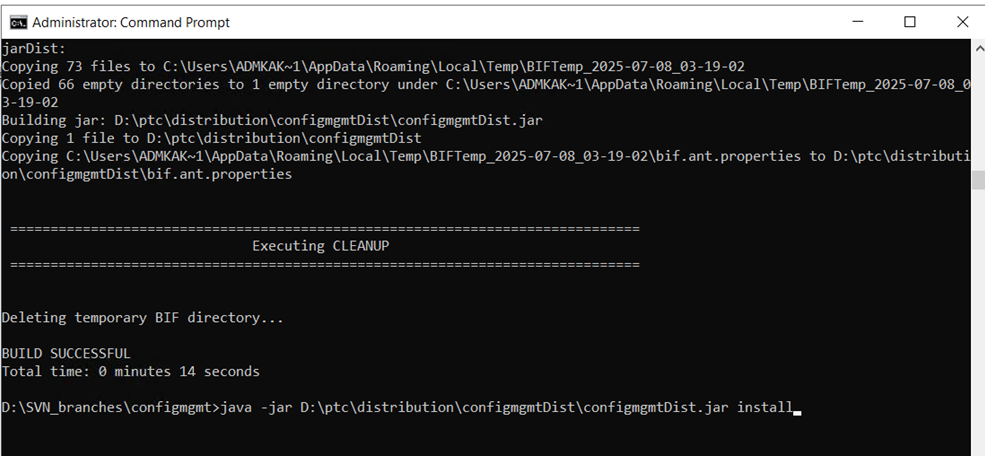 Administrator: Command Prompt
jarDist:
Copying 73 files to C:\Users\ADMKAK~1\AppData\Roaming\Local\Temp\BIFTemp_2025-07-08_03-19-02
Copied 66 empty directories to 1 empty directory under C:\Users\ADMKAK~1\AppData\Roaming\Local\Temp\BIFTemp_2025-07-08_0
3-19-02
Building jar: D:\ptc\distribution\configmgmtDist\configmgmtDist.jar
Copying 1 file to D:\ptc\distribution\configmgmtDist
Copying C:\Users\ADMKAK~1\AppData\Roaming\Local\Temp\BIFTemp_2025-07-08_03-19-02\bif.ant.properties to D:\ptc\distributi
on\configmgmtDist\bif.ant.properties
==============================================================================
Executing CLEANUP
==============================================================================
Deleting temporary BIF directory...
BUILD SUCCESSFUL
Total time: 0 minutes 14 seconds
D:\SVN_branches\configmgmt>java -jar D:\ptc\distribution\configmgmtDist\configmgmtDist.jar install